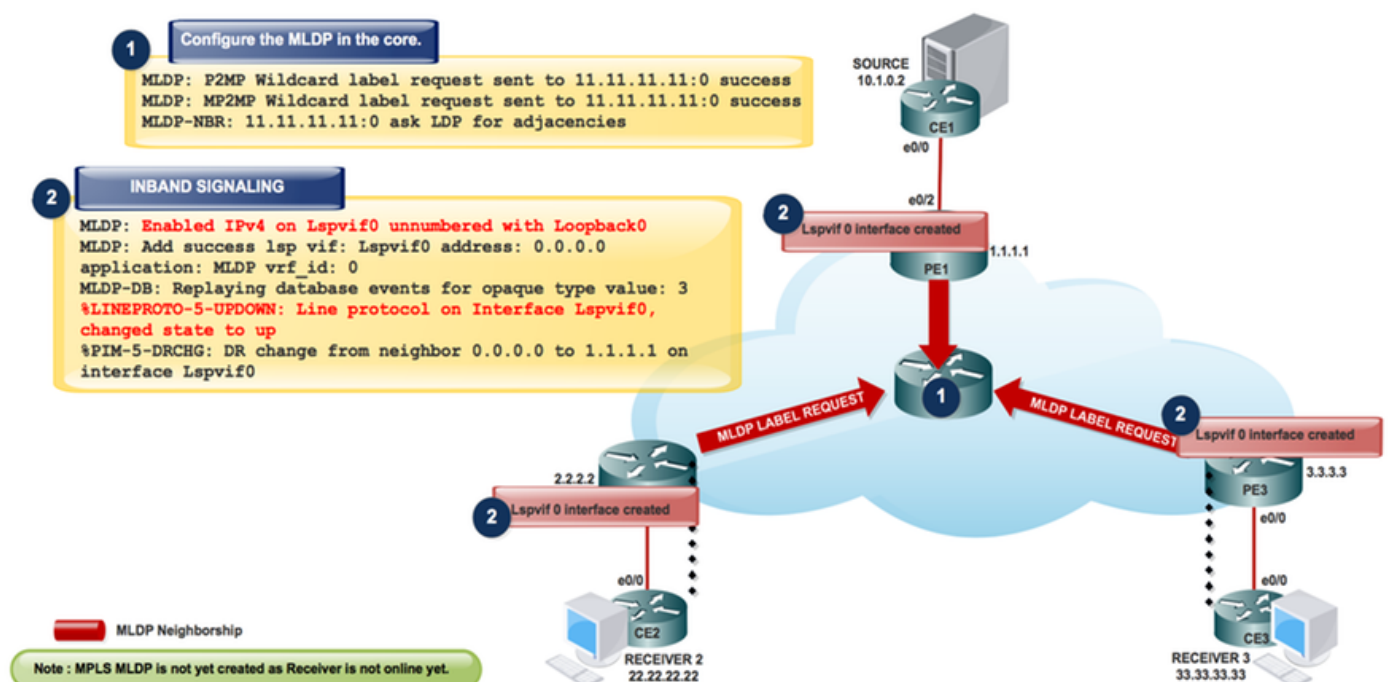 1
Configure the MLDP in the core.
MLDP: P2MP Wildcard label request sent to 11.11.11.11:0 success
MLDP: MP2MP Wildcard label request sent to 11.11.11.11:0 success
MLDP-NBR: 11.11.11.11:0 ask LDP for adjacencies
2
INBAND SIGNALING
MLDP: Enabled IPv4 on Lspvif0 unnumbered with Loopback0
MLDP: Add success lsp vif: Lspvif0 address: 0.0.0.0
application: MLDP vrf_id: 0
MLDP-DB: Replaying database events for opaque type value: 3
%LINEPROTO-5-UPDOWN: Line protocol on Interface Lspvif0,
changed state to up
%PIM-5-DRCHG: DR change from neighbor 0.0.0.0 to 1.1.1.1 on
interface Lspvif0
SOURCE
10.1.0.2
CE1
e0/0
e0/2
2
Lspvif 0 interface created
1.1.1.1
PE1
1
MLDP LABEL REQUEST
MLDP LABEL REQUEST
2
Lspvif 0 interface created
3.3.3.3
PE3
e0/0
2.2.2.2
2
Lspvif 0 interface created
e0/0
CE2
RECEIVER 2
22.22.22.22
e0/0
CE3
RECEIVER 3
33.33.33.33
MLDP Neighborship
Note : MPLS MLDP is not yet created as Receiver is not online yet.